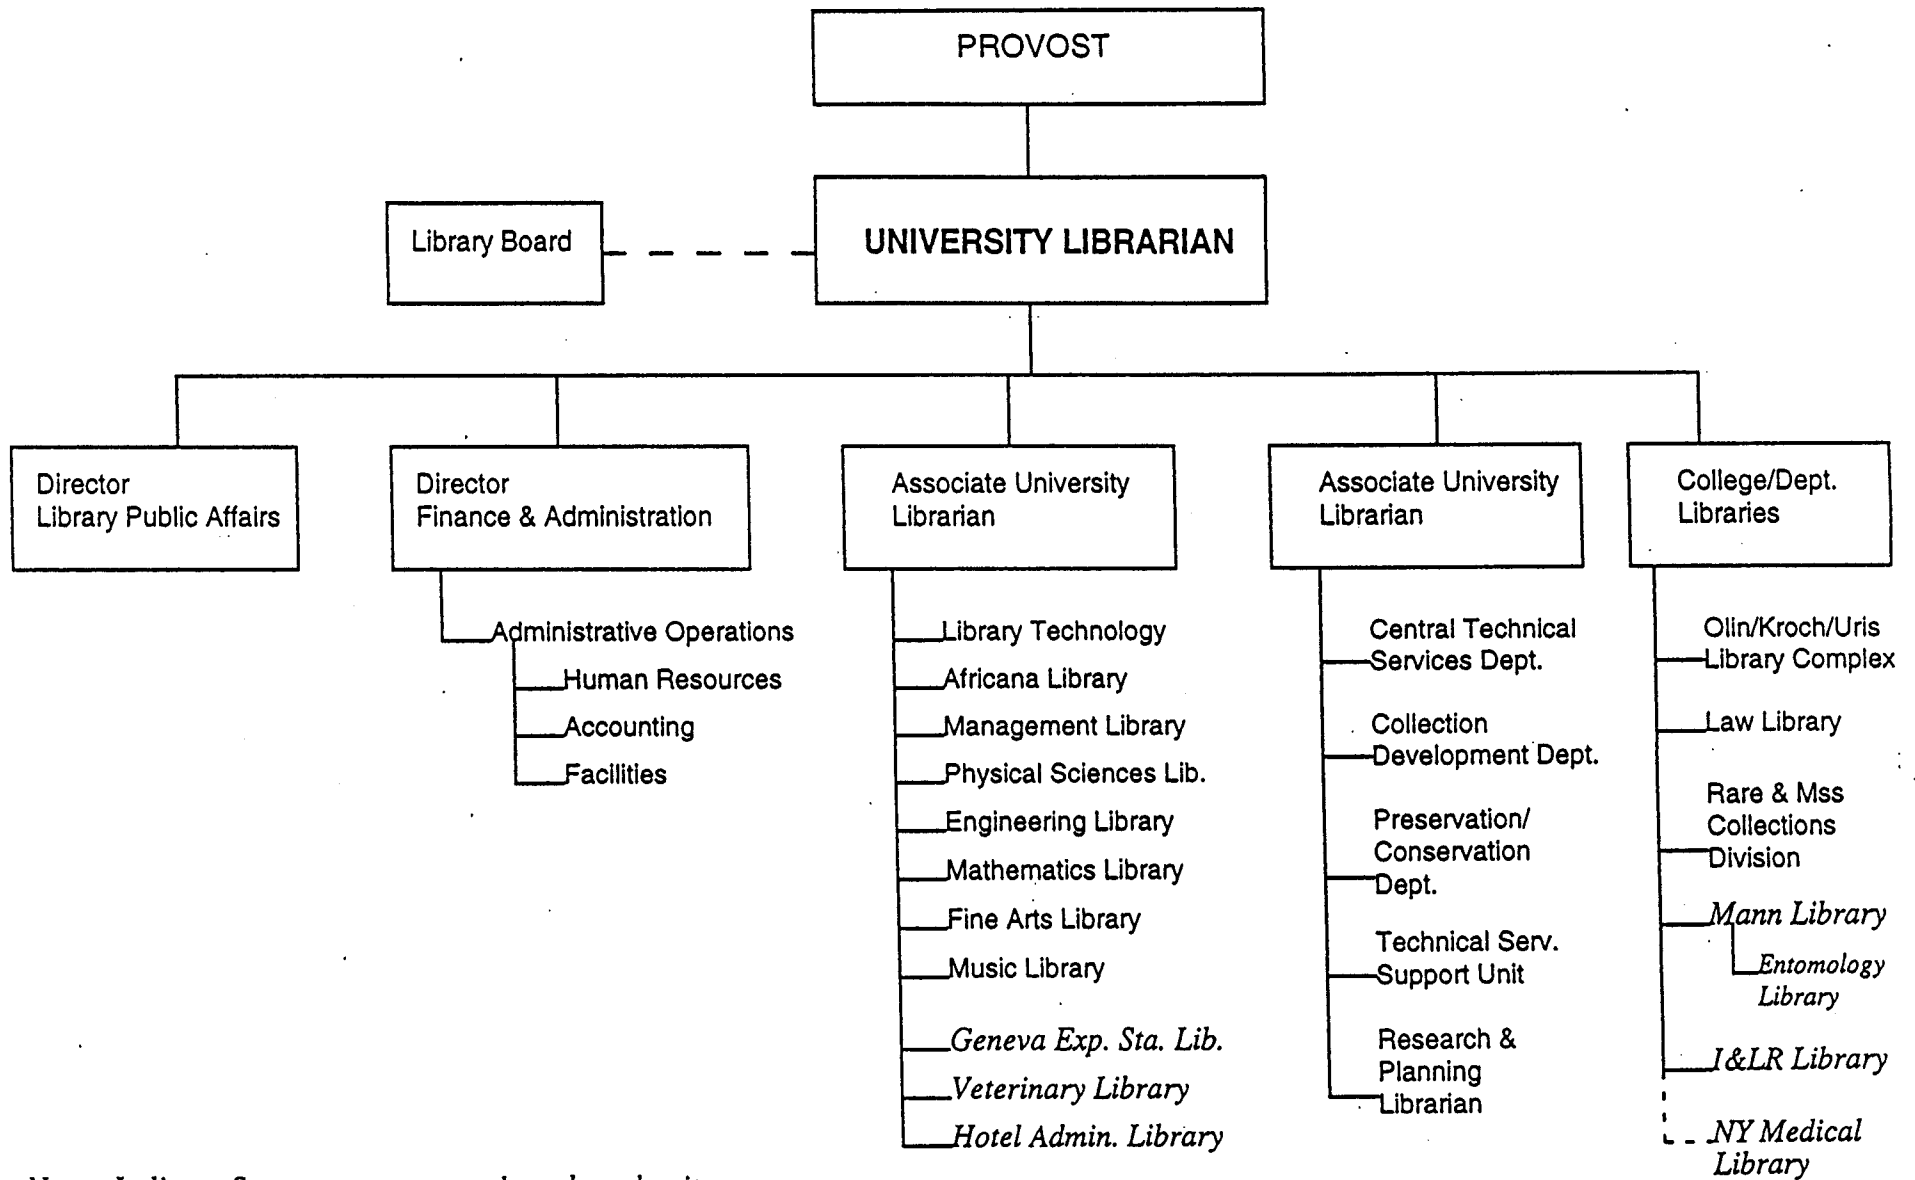 PROVOST
Library Board
UNIVERSITY LIBRARIAN
Director
Library Public Affairs
Director
Finance & Administration
Administrative Operations
Human Resources
Accounting
Facilities
Associate University
Librarian
Library Technology
Africana Library
Management Library
Physical Sciences Lib.
Engineering Library
Mathematics Library
Fine Arts Library
Music Library
Geneva Exp. Sta. Lib.
Veterinary Library
Hotel Admin. Library
Associate University
Librarian
Central Technical
Services Dept.
Collection
Development Dept.
Preservation/
Conservation
Dept.
Technical Serv.
Support Unit
Research &
Planning
Librarian
College/Dept.
Libraries
Olin/Kroch/Uris
Library Complex
Law Library
Rare & Mss
Collections
Division
Mann Library
Entomology
Library
I&LR Library
NY Medical
Library